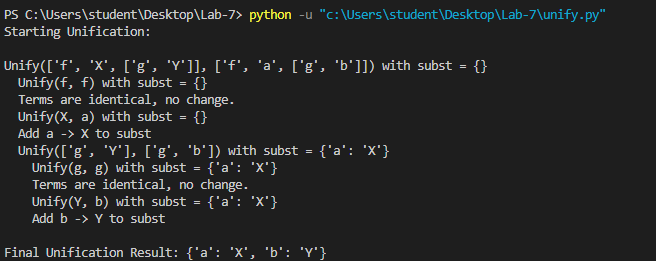 PS C:\Users\student\Desktop\Lab-7> python -u "c:\Users\student\Desktop\Lab-7\unify.py"
Starting Unification:

Unify(['f', 'X', ['g', 'Y']], ['f', 'a', ['g', 'b']]) with subst = {}
  Unify(f, f) with subst = {}
  Terms are identical, no change.
  Unify(X, a) with subst = {}
  Add a -> X to subst
  Unify(['g', 'Y'], ['g', 'b']) with subst = {'a': 'X'}
    Unify(g, g) with subst = {'a': 'X'}
    Terms are identical, no change.
    Unify(Y, b) with subst = {'a': 'X'}
    Add b -> Y to subst

Final Unification Result: {'a': 'X', 'b': 'Y'}